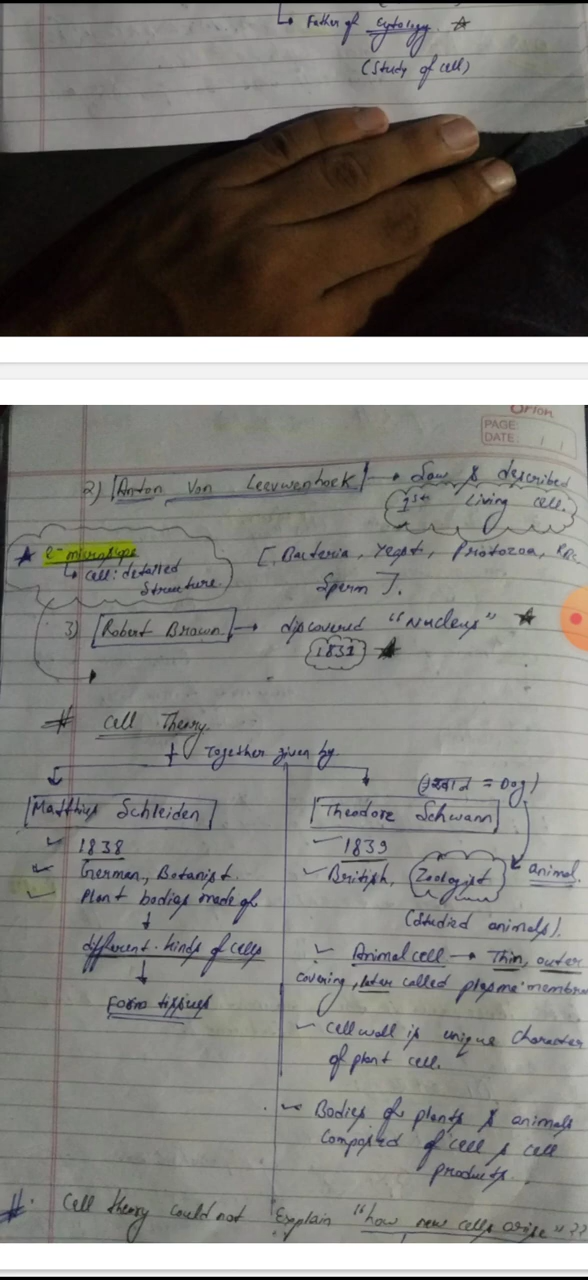 ↳ Father of cytology. ☆
(Study of cell)
Orion
PAGE:
DATE: / /
2) Anton Von Leeuwenhoek → Saw & described
1st Living cell.
★ e- microscope
↳ cell: detailed
Structure.
[ Bacteria, Yeast, Protozoa, RBC
Sperm ].
3) Robert Brown → discovered "Nucleus" ★
1831 ★
# Cell Theory.
↓ Together given by
= Dog)
Matthias Schleiden
✓ 1838
✓ German, Botanist.
✓ Plant bodies made of
↓
different kinds of cells
↓
Form tissues
Theodore Schwann
✓ 1839
✓ British, Zoologist animal.
(Studied animals).
✓ Animal cell → Thin, outer
covering, later called plasma membran
✓ cell wall is unique character
of plant cell.
✓ Bodies of plants & animals
Composed of cell & cell
products.
#. Cell theory could not Explain "how new cells arise"??